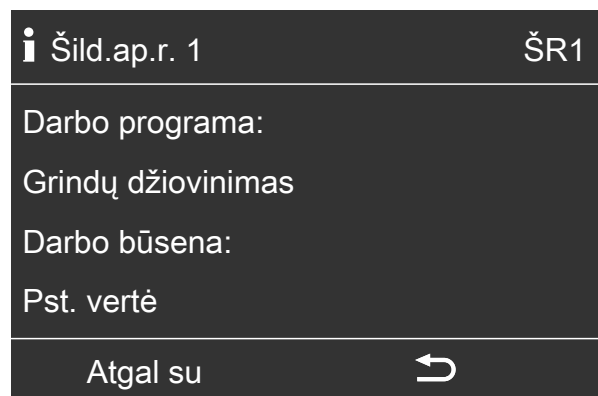 i Šild.ap.r. 1 ŠR1
Darbo programa:
Grindų džiovinimas
Darbo būsena:
Pst. vertė
Atgal su